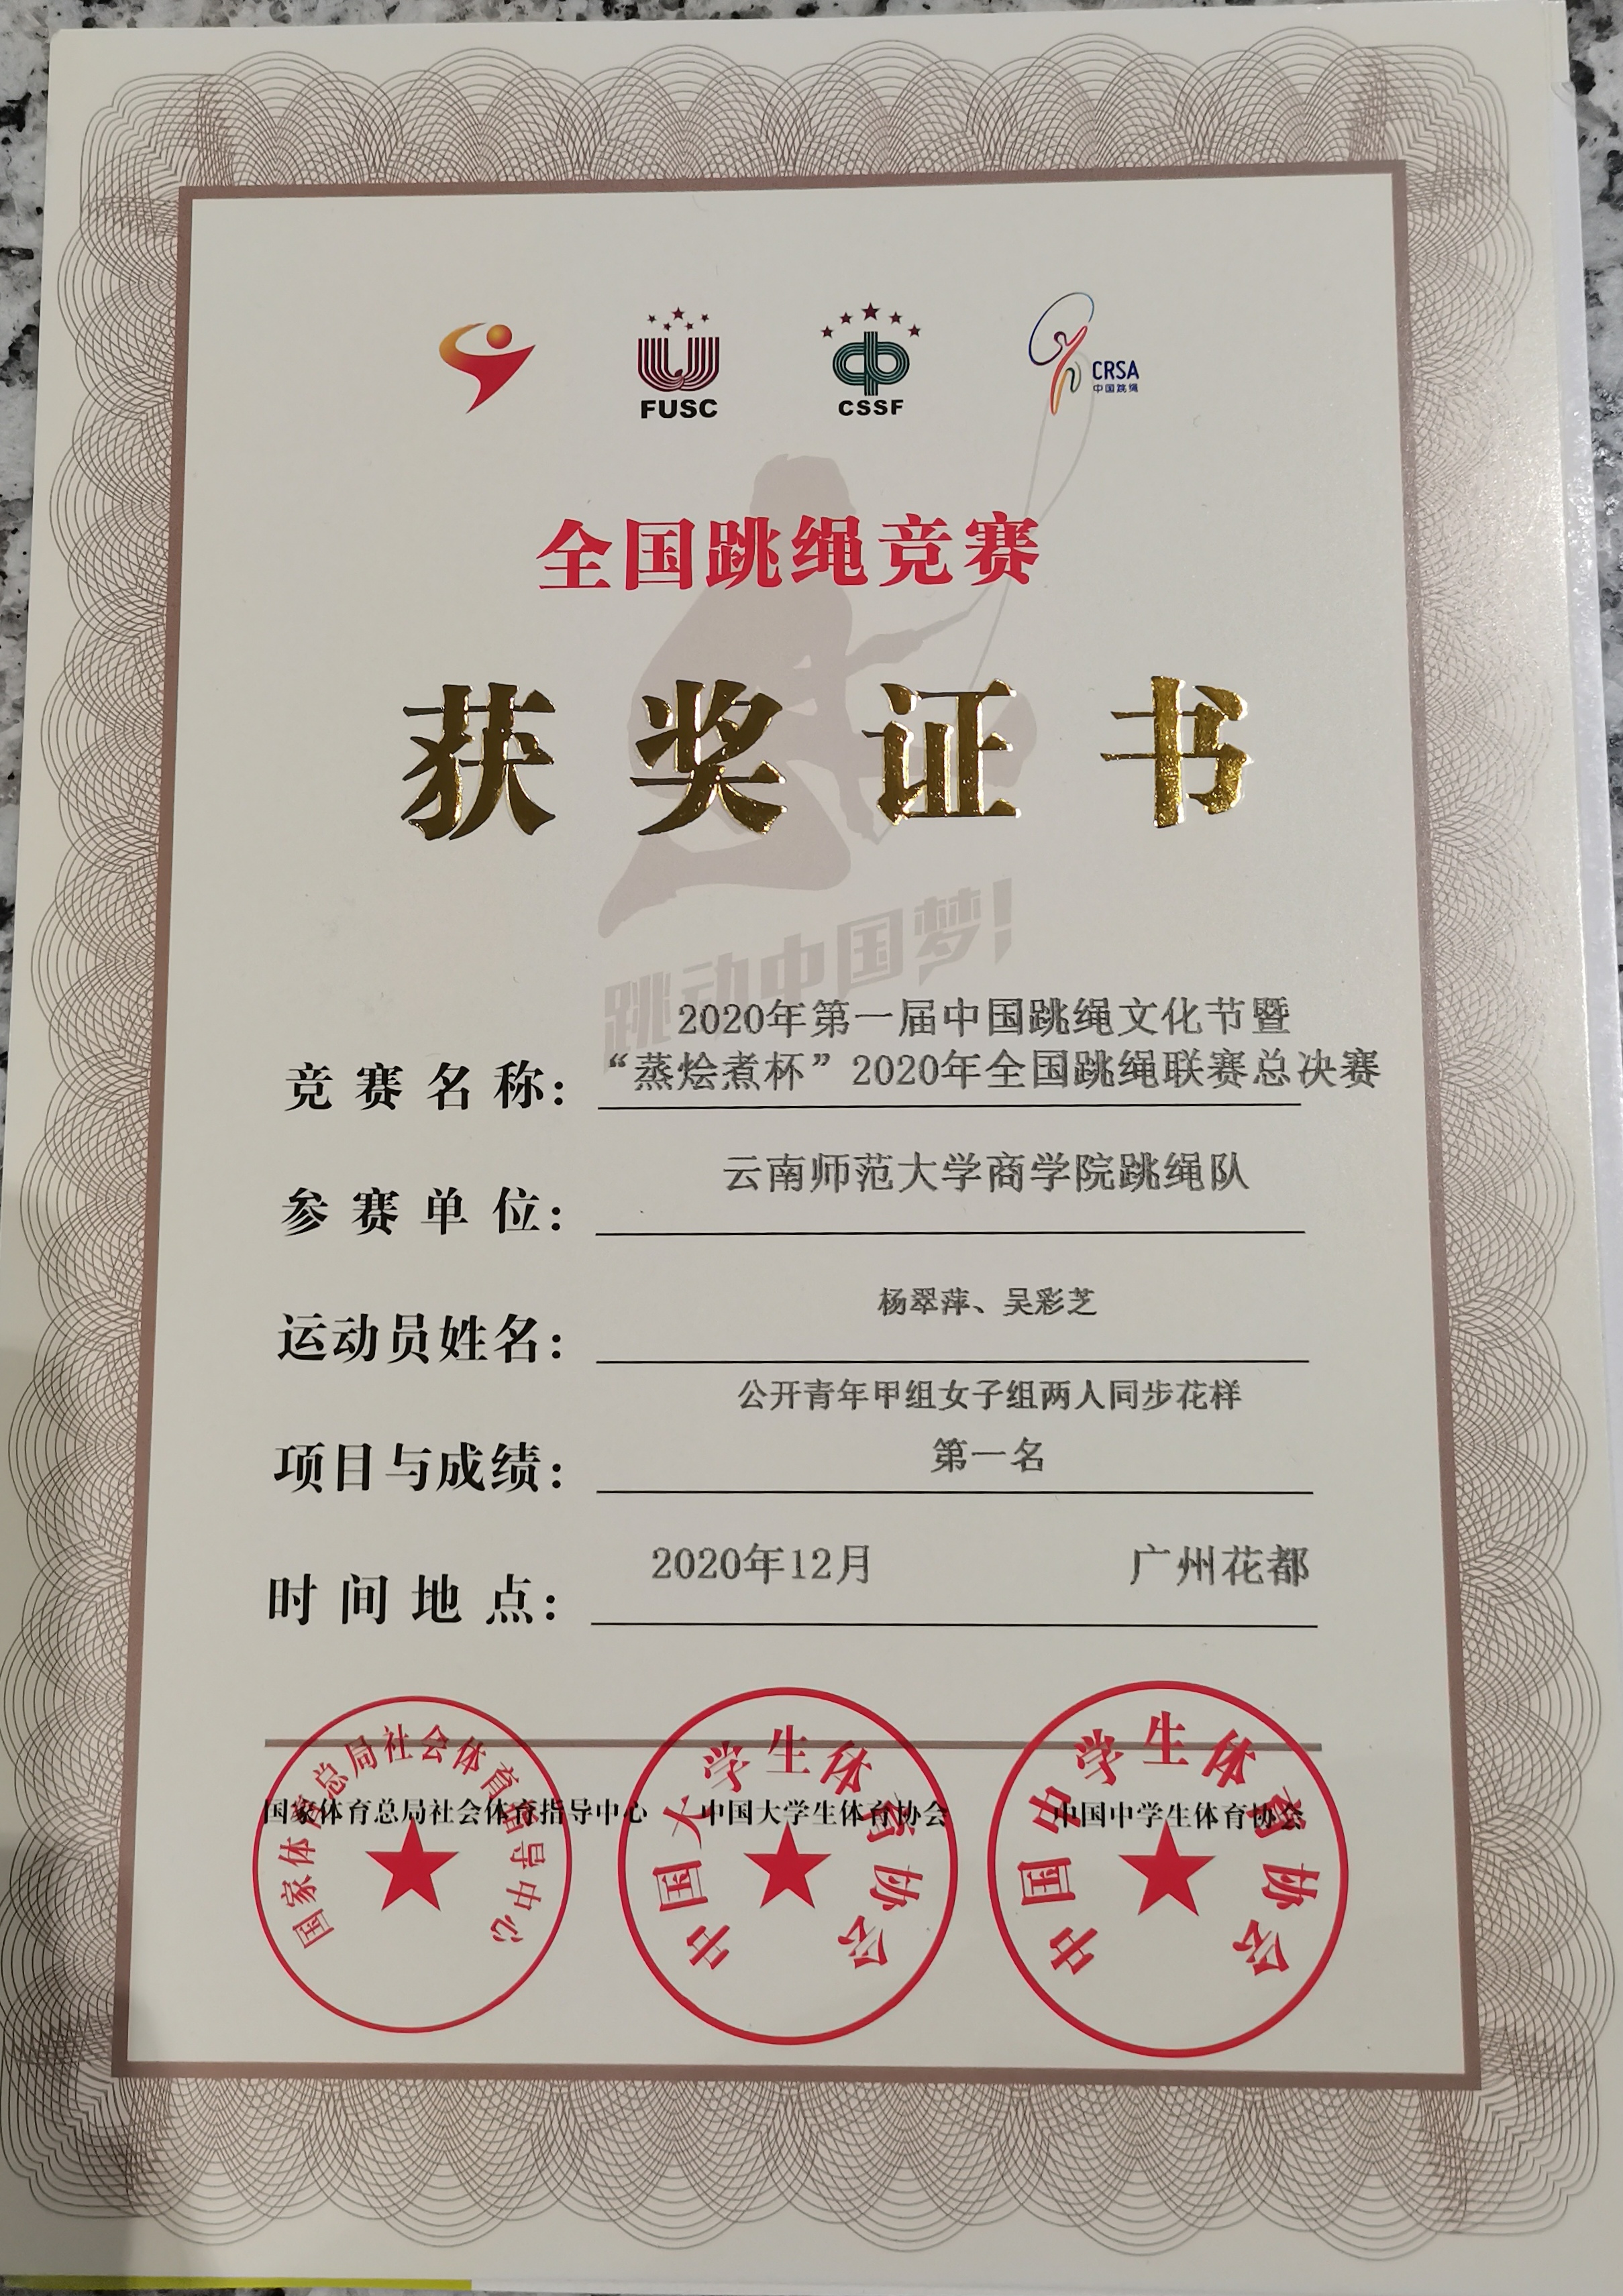 FUSC
CSSF
CRSA
中国跳绳
全国跳绳竞赛
获奖证书
跳动中国梦!
2020年第一届中国跳绳文化节暨
竞赛名称: “蒸烩煮杯”2020年全国跳绳联赛总决赛
参赛单位: 云南师范大学商学院跳绳队
运动员姓名: 杨翠萍、吴彩芝
公开青年甲组女子组两人同步花样
项目与成绩: 第一名
时间地点: 2020年12月 广州花都
国家体育总局社会体育指导中心 中国大学生体育协会 中国中学生体育协会
国家体育总局社会体育指导中心
中国大学生体育协会
中国中学生体育协会